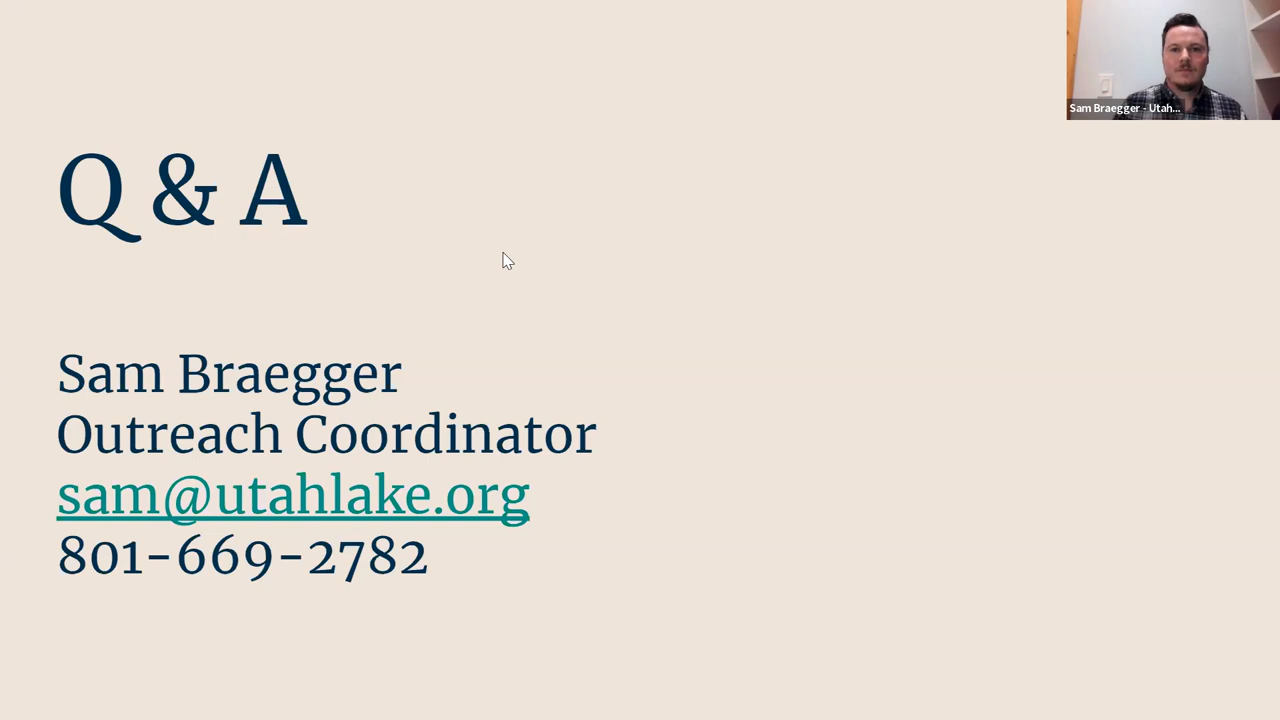 Sam Braegger - Utah...
Q & A
Sam Braegger
Outreach Coordinator
sam@utahlake.org
801-669-2782